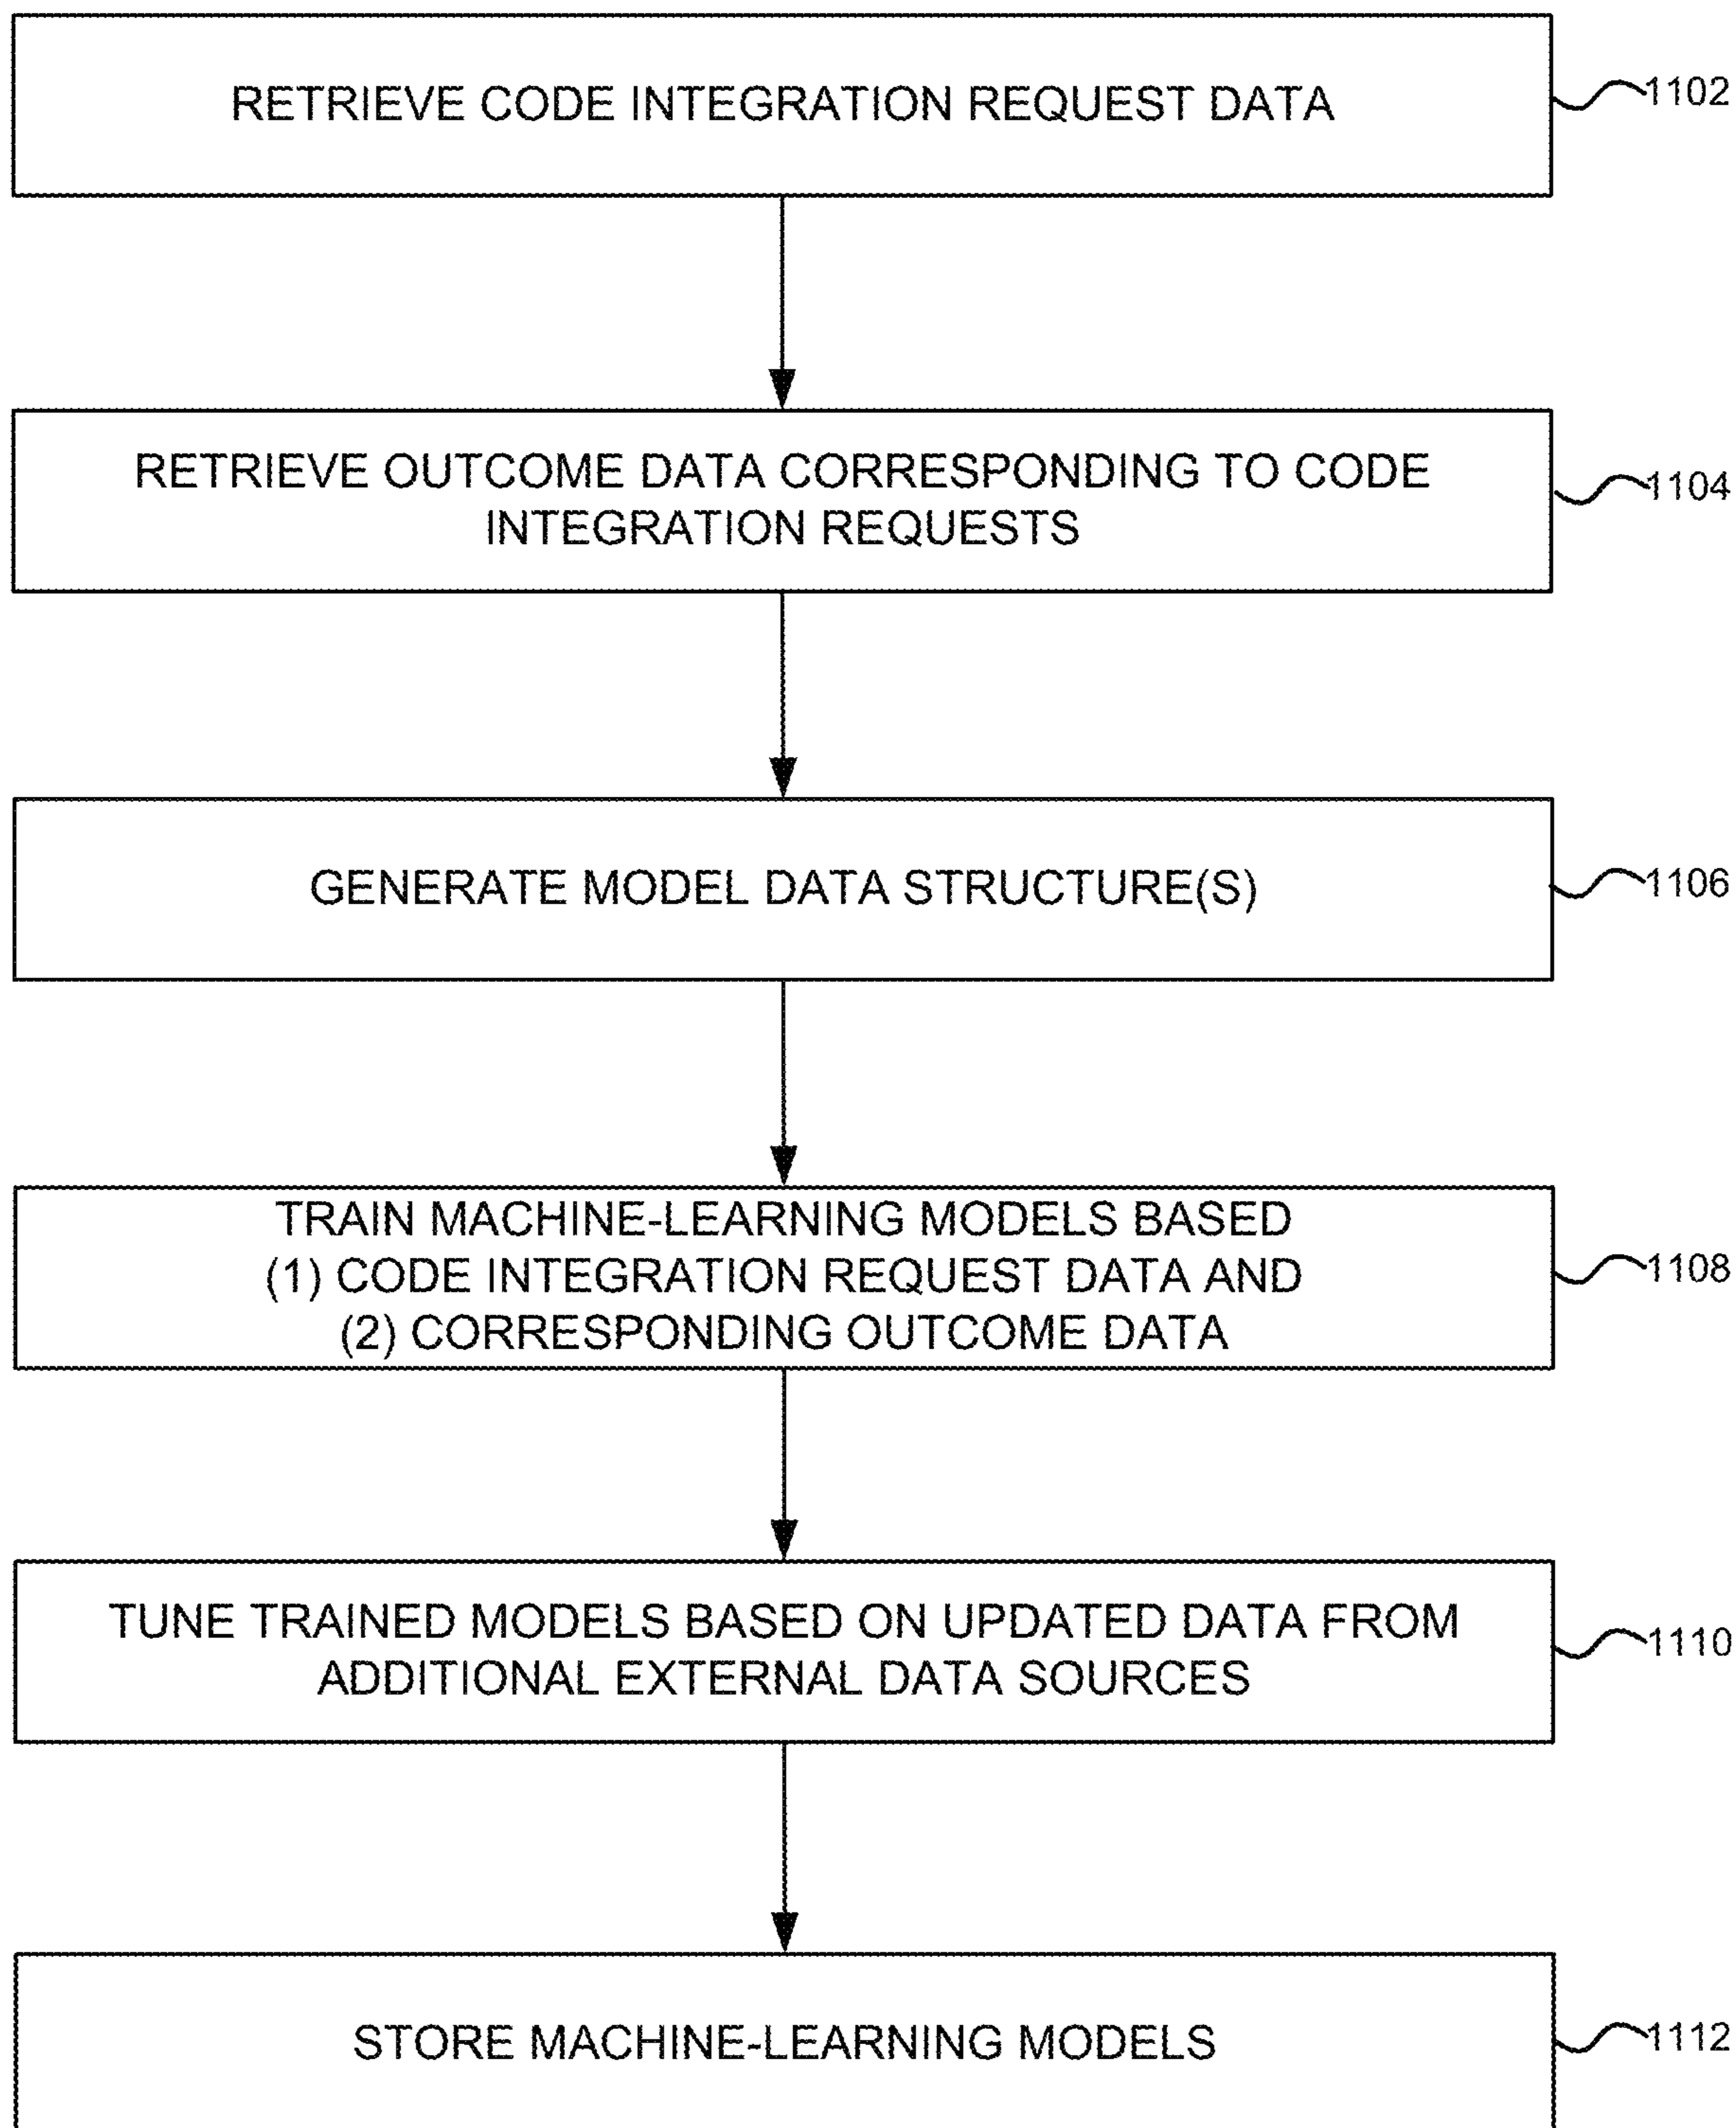 RETRIEVE CODE INTEGRATION REQUEST DATA
1102
RETRIEVE OUTCOME DATA CORRESPONDING TO CODE
INTEGRATION REQUESTS
1104
GENERATE MODEL DATA STRUCTURE(S)
1106
TRAIN MACHINE-LEARNING MODELS BASED
(1) CODE INTEGRATION REQUEST DATA AND
(2) CORRESPONDING OUTCOME DATA
1108
TUNE TRAINED MODELS BASED ON UPDATED DATA FROM
ADDITIONAL EXTERNAL DATA SOURCES
1110
STORE MACHINE-LEARNING MODELS
1112